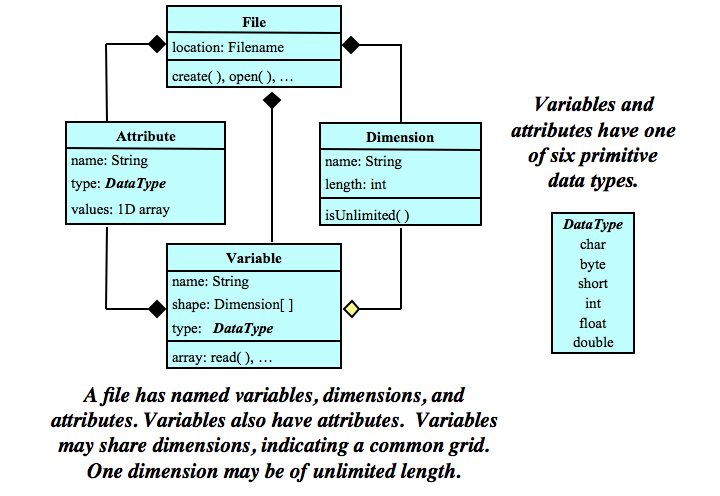 File
location: Filename
create( ), open( ), …
Attribute
name: String
type: DataType
values: 1D array
Dimension
name: String
length: int
isUnlimited( )
Variable
name: String
shape: Dimension[ ]
type: DataType
array: read( ), …
Variables and
attributes have one
of six primitive
data types.
DataType
char
byte
short
int
float
double
A file has named variables, dimensions, and
attributes. Variables also have attributes. Variables
may share dimensions, indicating a common grid.
One dimension may be of unlimited length.